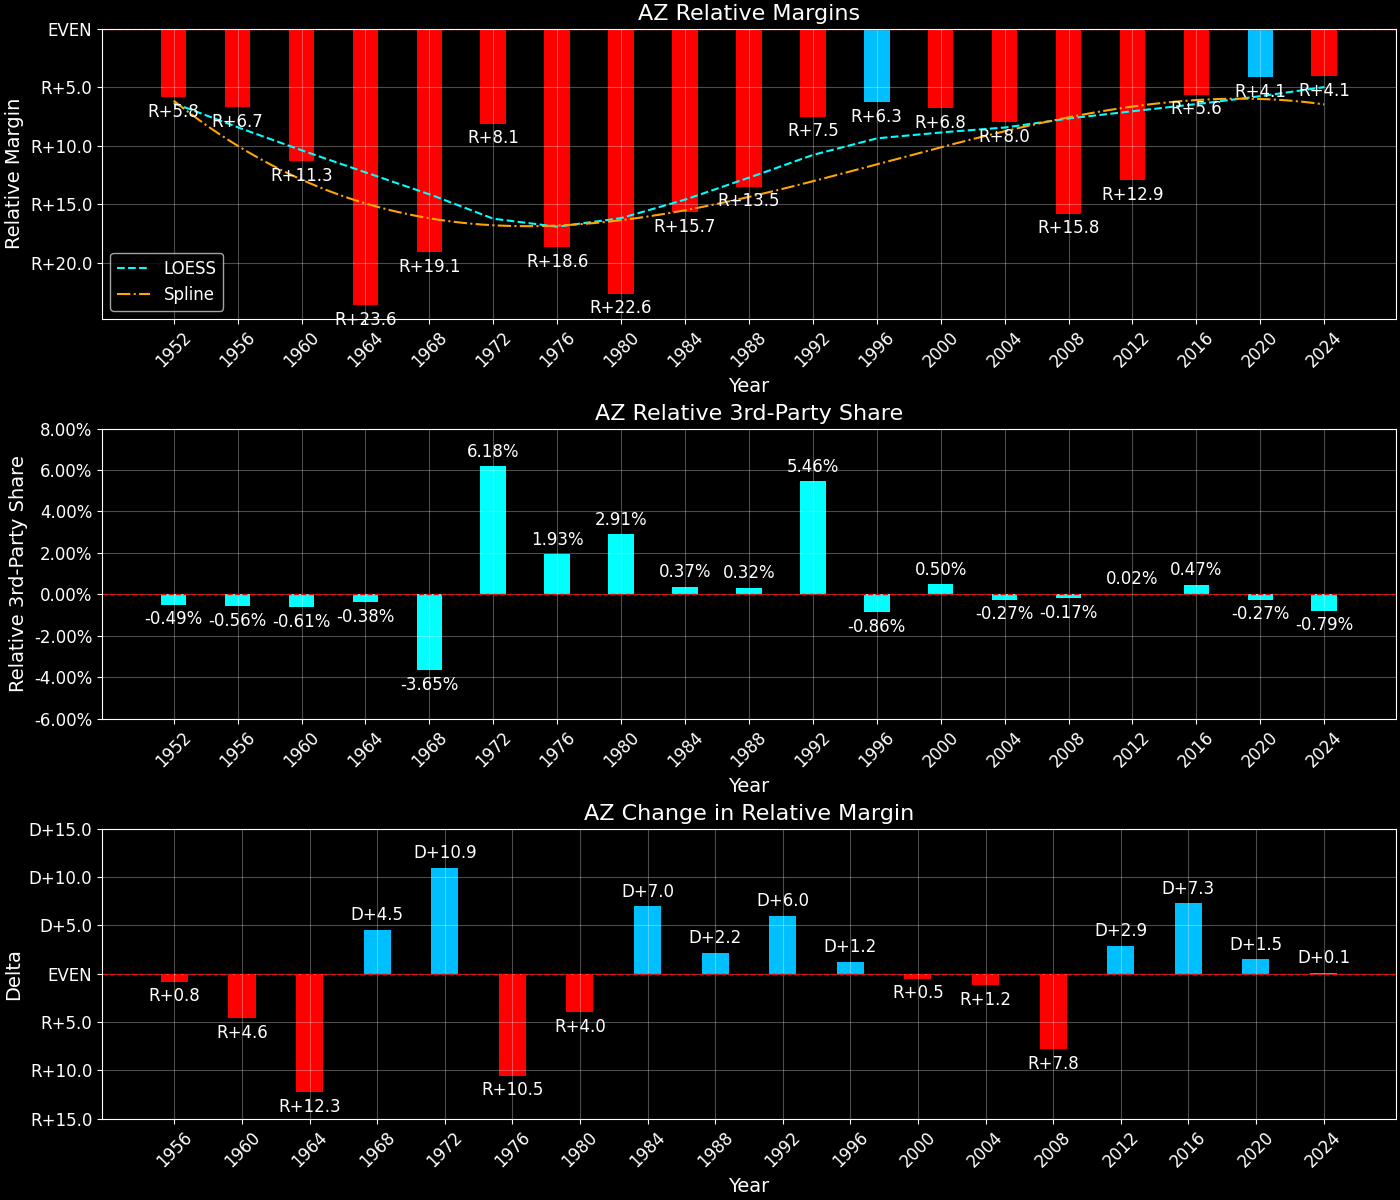 AZ Relative Margins
EVEN
R+5.0
R+10.0
R+15.0
R+20.0
Relative Margin
R+5.8
R+6.7
R+11.3
R+23.6
R+19.1
R+8.1
R+18.6
R+22.6
R+15.7
R+13.5
R+7.5
R+6.3
R+6.8
R+8.0
R+15.8
R+12.9
R+5.6
R+4.1
R+4.1
LOESS
Spline
1952 1956 1960 1964 1968 1972 1976 1980 1984 1988 1992 1996 2000 2004 2008 2012 2016 2020 2024
Year
AZ Relative 3rd-Party Share
8.00%
6.00%
4.00%
2.00%
0.00%
-2.00%
-4.00%
-6.00%
Relative 3rd-Party Share
-0.49%
-0.56%
-0.61%
-0.38%
-3.65%
6.18%
1.93%
2.91%
0.37%
0.32%
5.46%
-0.86%
0.50%
-0.27%
-0.17%
0.02%
0.47%
-0.27%
-0.79%
1952 1956 1960 1964 1968 1972 1976 1980 1984 1988 1992 1996 2000 2004 2008 2012 2016 2020 2024
Year
AZ Change in Relative Margin
D+15.0
D+10.0
D+5.0
EVEN
R+5.0
R+10.0
R+15.0
Delta
R+0.8
R+4.6
R+12.3
D+4.5
D+10.9
R+10.5
R+4.0
D+7.0
D+2.2
D+6.0
D+1.2
R+0.5
R+1.2
R+7.8
D+2.9
D+7.3
D+1.5
D+0.1
1956 1960 1964 1968 1972 1976 1980 1984 1988 1992 1996 2000 2004 2008 2012 2016 2020 2024
Year